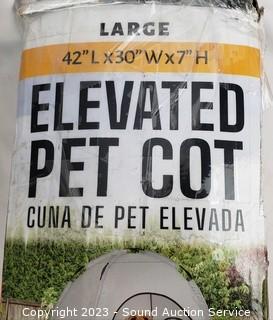 LARGE
42"L x 30"W x 7"H
ELEVATED
PET COT
CUNA DE PET ELEVADA
Copyright © 2023 - Sound Auction Service